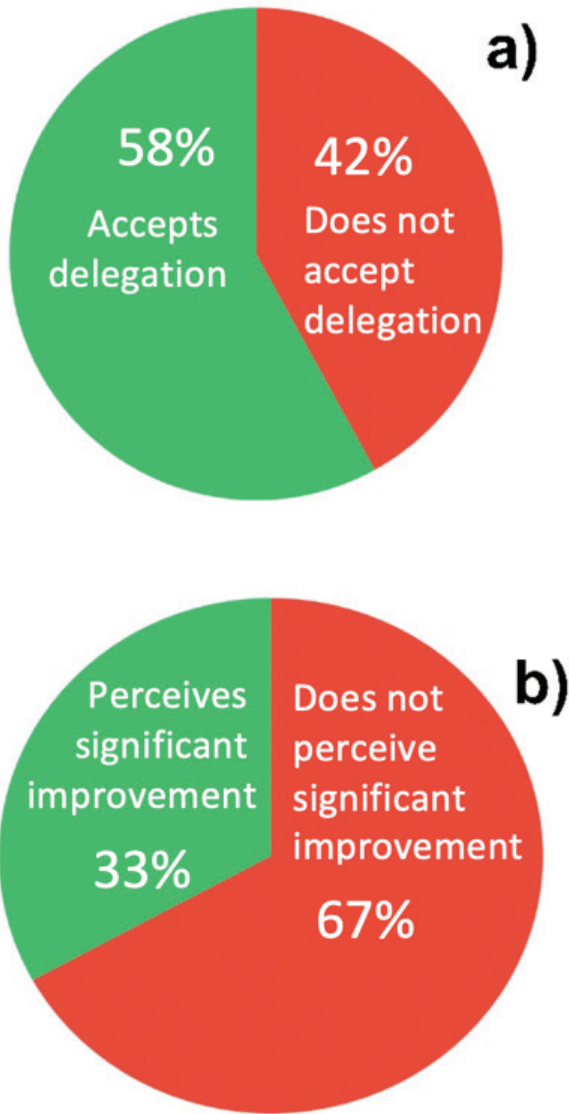 a)
58%
Accepts
delegation
42%
Does not
accept
delegation
b)
Perceives
significant
improvement
33%
Does not
perceive
significant
improvement
67%